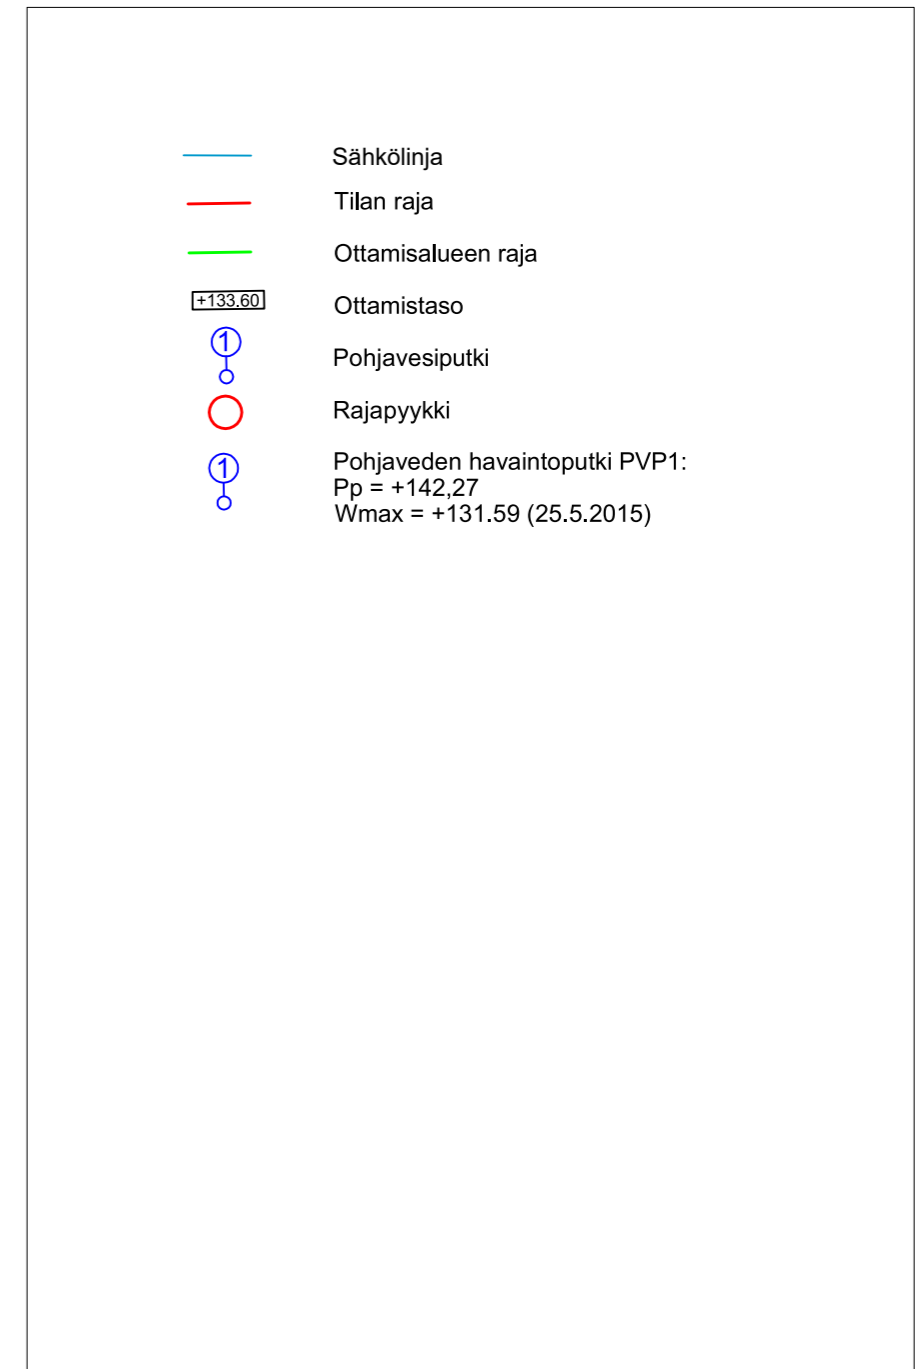 Sähkölinja
Tilan raja
Ottamisalueen raja
+133.60 Ottamistaso
1 Pohjavesiputki
Rajapyykki
1 Pohjaveden havaintoputki PVP1:
Pp = +142,27
Wmax = +131.59 (25.5.2015)